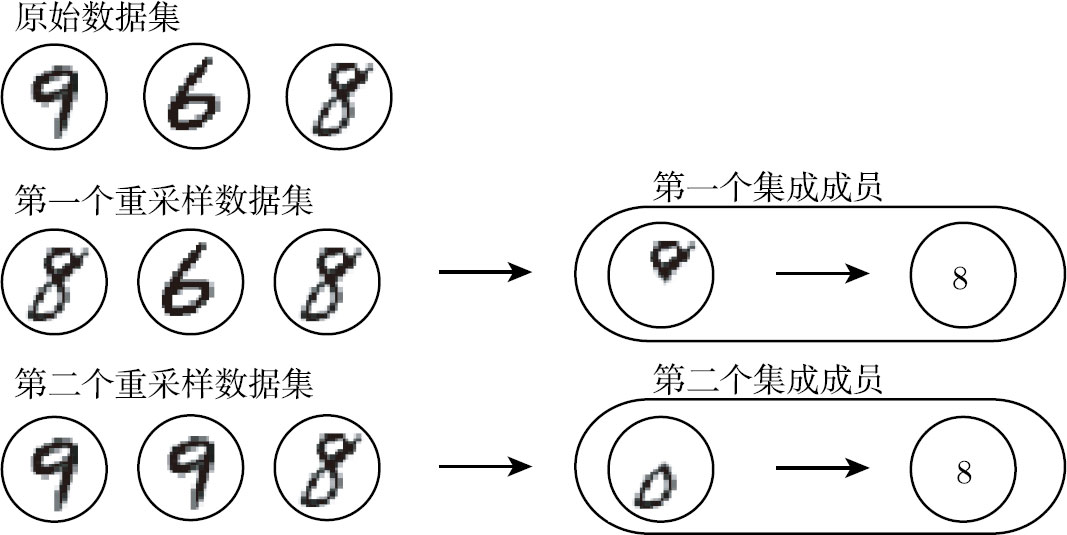 原始数据集
9 6 8
第一个重采样数据集
8 6 8
第一个集成成员
8
第二个重采样数据集
9 9 8
第二个集成成员
8